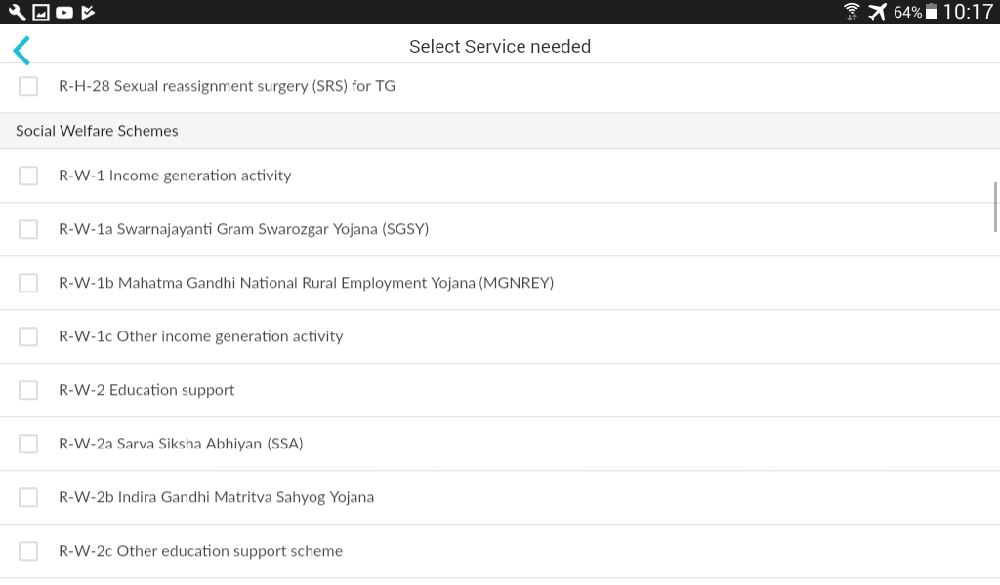 64% 10:17
Select Service needed
R-H-28 Sexual reassignment surgery (SRS) for TG
Social Welfare Schemes
R-W-1 Income generation activity
R-W-1a Swarnajayanti Gram Swarozgar Yojana (SGSY)
R-W-1b Mahatma Gandhi National Rural Employment Yojana (MGNREY)
R-W-1c Other income generation activity
R-W-2 Education support
R-W-2a Sarva Siksha Abhiyan (SSA)
R-W-2b Indira Gandhi Matritva Sahyog Yojana
R-W-2c Other education support scheme